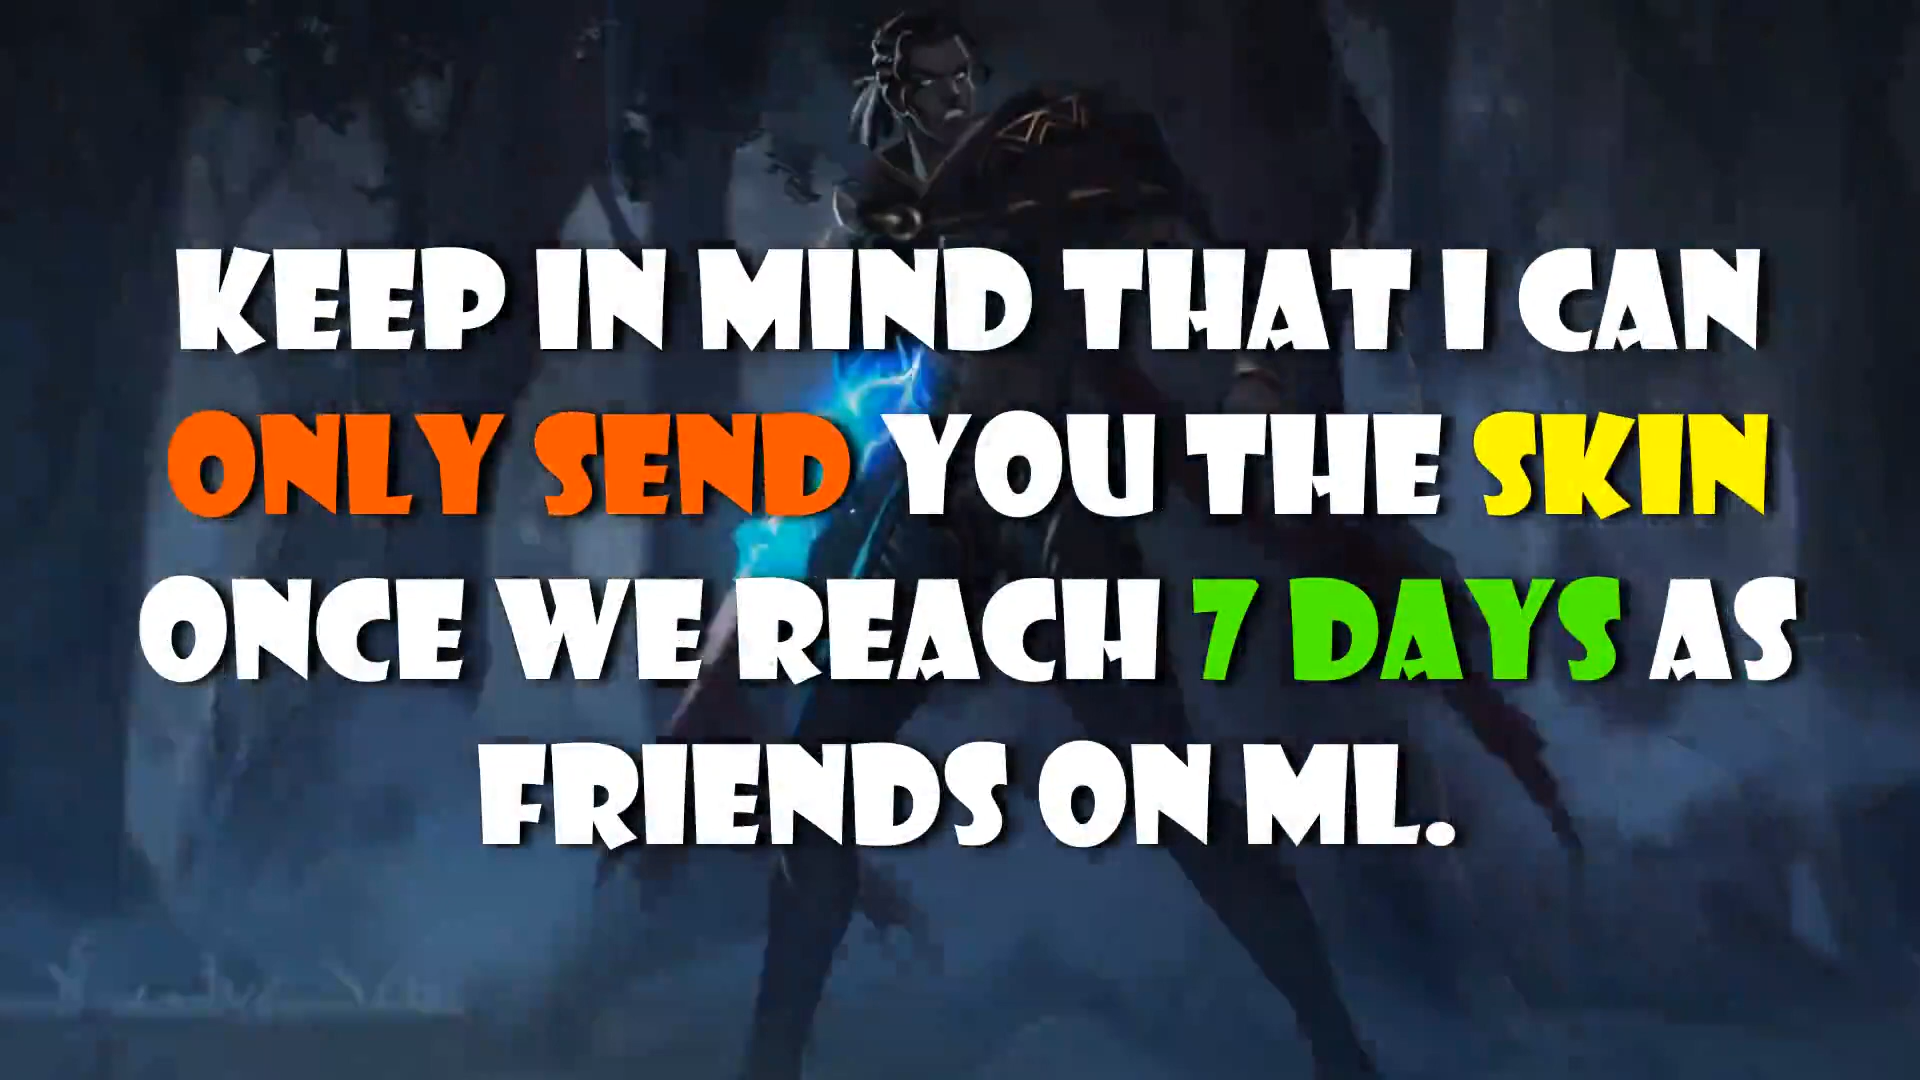 KEEP IN MIND THAT I CAN
ONLY SEND YOU THE SKIN
ONCE WE REACH 7 DAYS AS
FRIENDS ON ML.